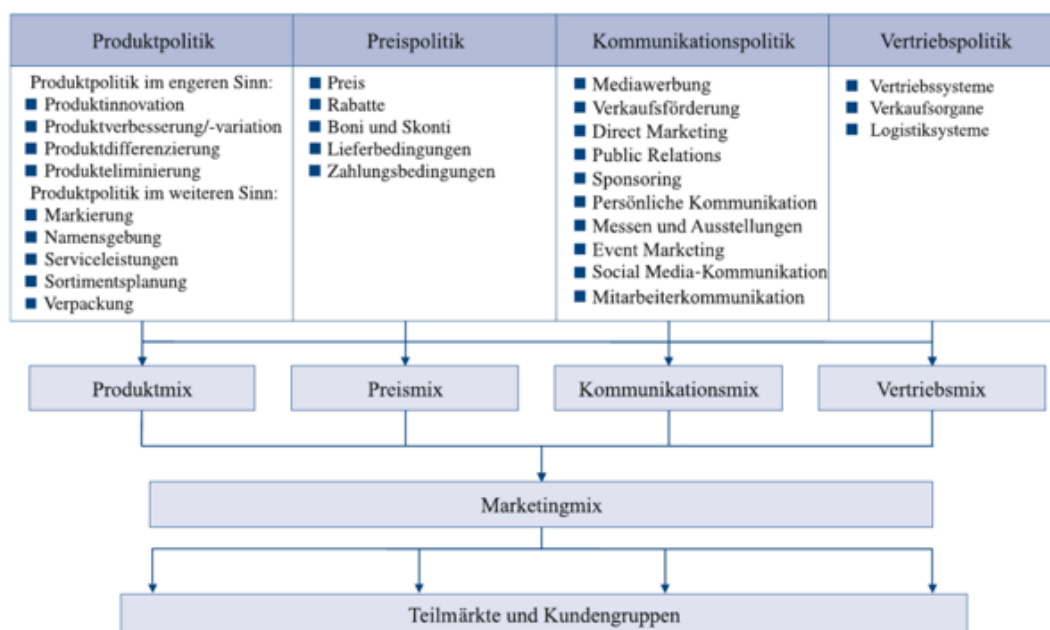 Produktpolitik
Preispolitik
Kommunikationspolitik
Vertriebspolitik
Produktpolitik im engeren Sinn:
Produktinnovation
Produktverbesserung/-variation
Produktdifferenzierung
Produkteliminierung
Produktpolitik im weiteren Sinn:
Markierung
Namensgebung
Serviceleistungen
Sortimentsplanung
Verpackung
Preis
Rabatte
Boni und Skonti
Lieferbedingungen
Zahlungsbedingungen
Mediawerbung
Verkaufsförderung
Direct Marketing
Public Relations
Sponsoring
Persönliche Kommunikation
Messen und Ausstellungen
Event Marketing
Social Media-Kommunikation
Mitarbeiterkommunikation
Vertriebssysteme
Verkaufsorgane
Logistiksysteme
Produktmix
Preismix
Kommunikationsmix
Vertriebsmix
Marketingmix
Teilmärkte und Kundengruppen